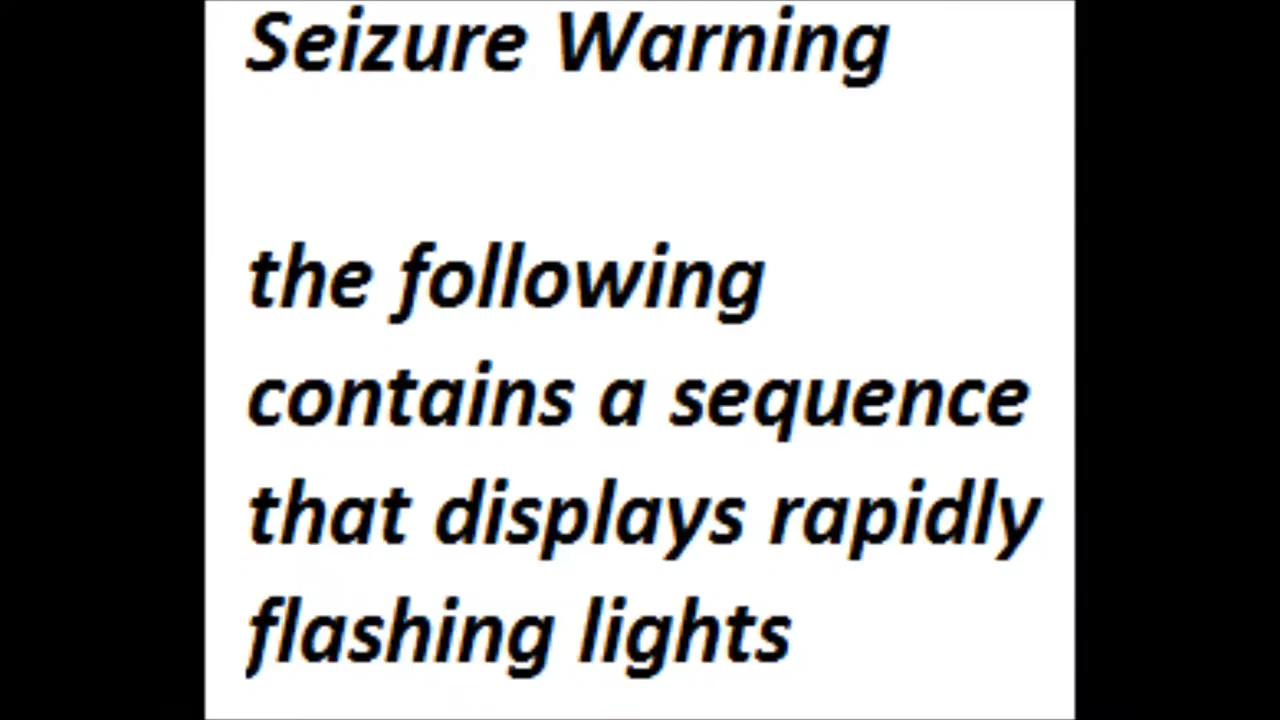 Seizure Warning
the following
contains a sequence
that displays rapidly
flashing lights